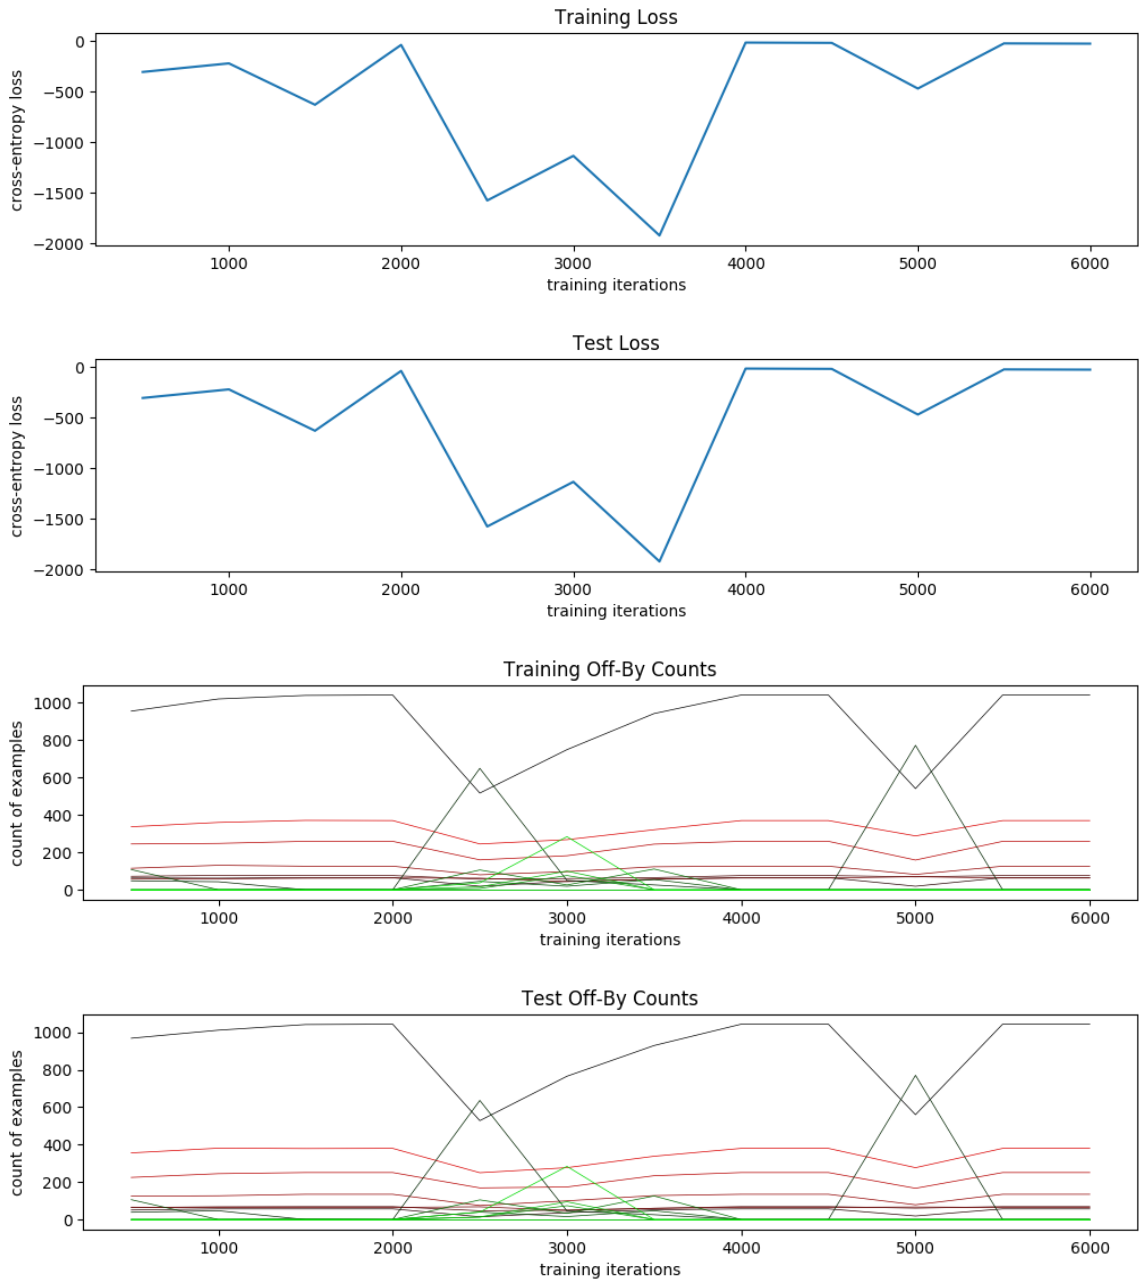 Training Loss
0
−500
−1000
−1500
−2000
cross-entropy loss
1000 2000 3000 4000 5000 6000
training iterations
Test Loss
0
−500
−1000
−1500
−2000
cross-entropy loss
1000 2000 3000 4000 5000 6000
training iterations
Training Off-By Counts
1000
800
600
400
200
0
count of examples
1000 2000 3000 4000 5000 6000
training iterations
Test Off-By Counts
1000
800
600
400
200
0
count of examples
1000 2000 3000 4000 5000 6000
training iterations